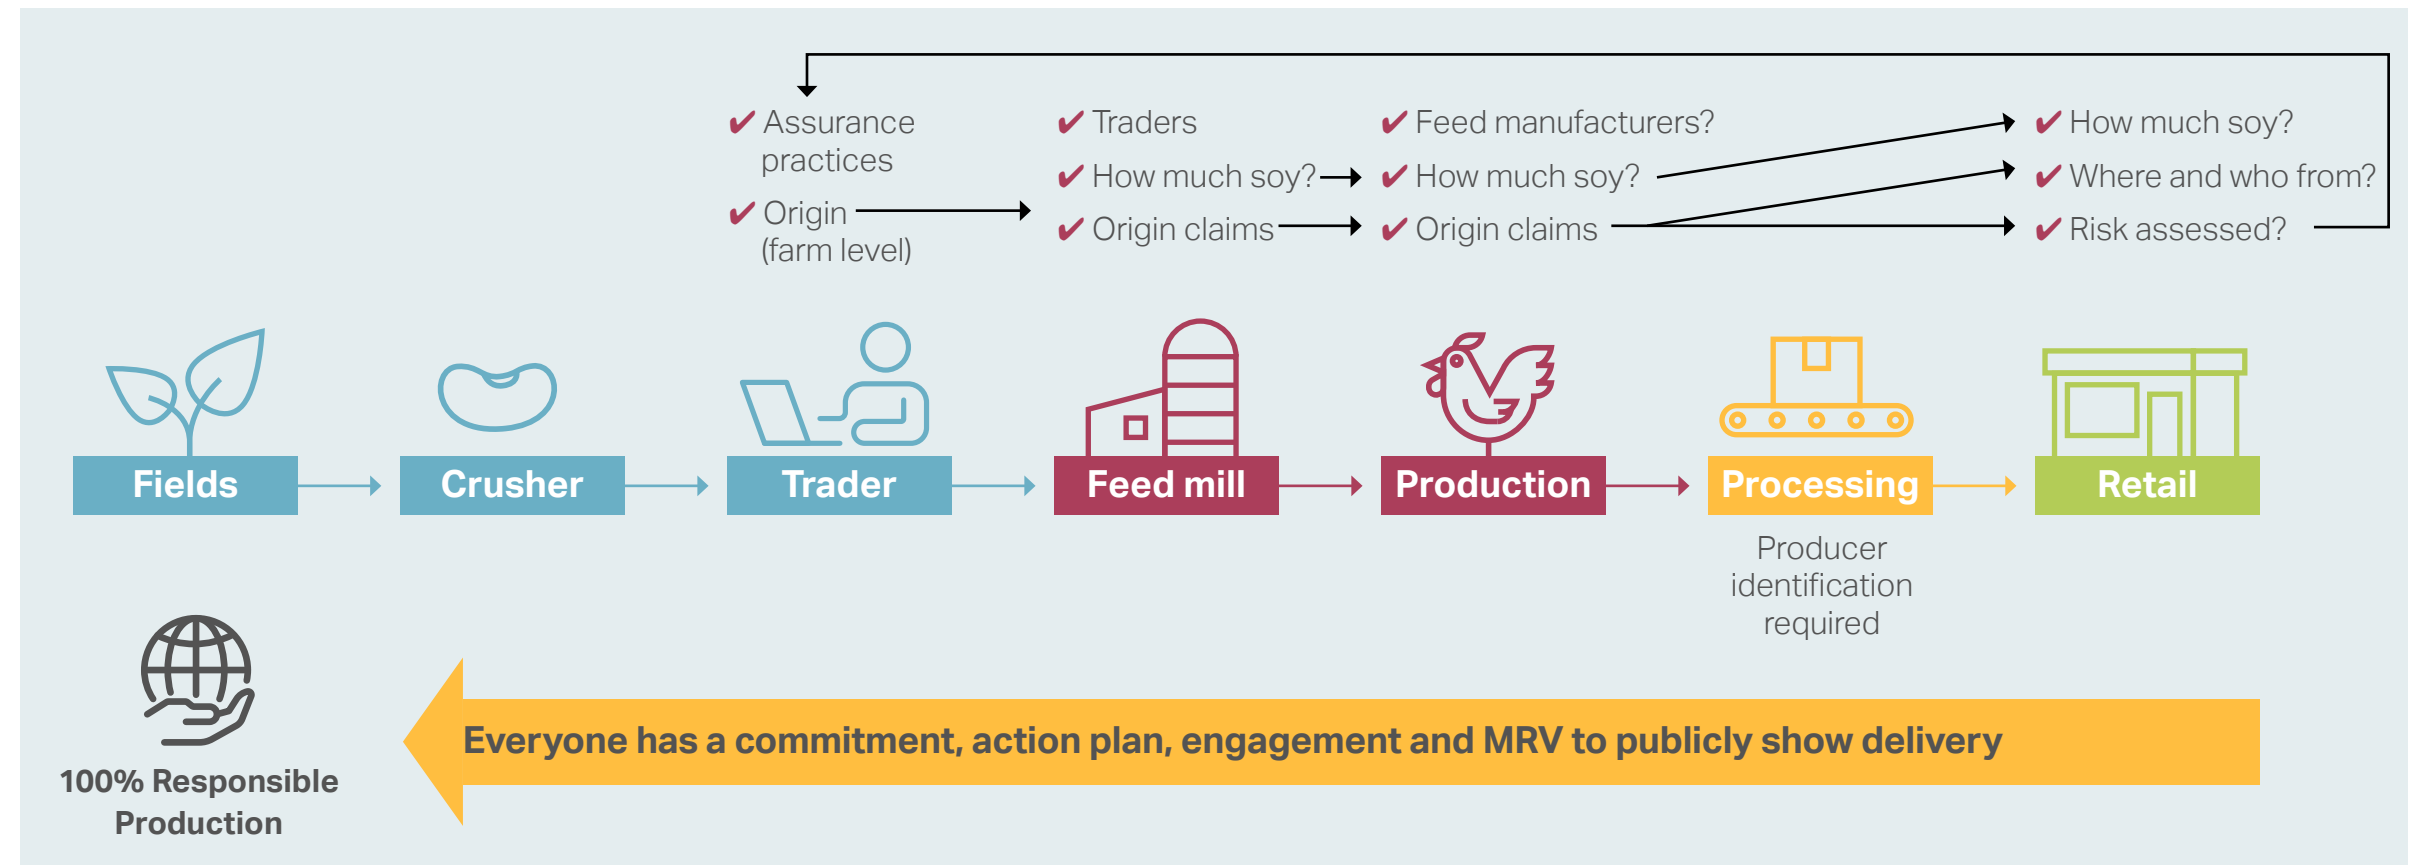 ✔ Assurance
practices
✔ Origin
(farm level)
✔ Traders
✔ How much soy?
✔ Origin claims
✔ Feed manufacturers?
✔ How much soy?
✔ Origin claims
✔ How much soy?
✔ Where and who from?
✔ Risk assessed?
Fields
Crusher
Trader
Feed mill
Production
Processing
Retail
Producer
identification
required
100% Responsible
Production
Everyone has a commitment, action plan, engagement and MRV to publicly show delivery